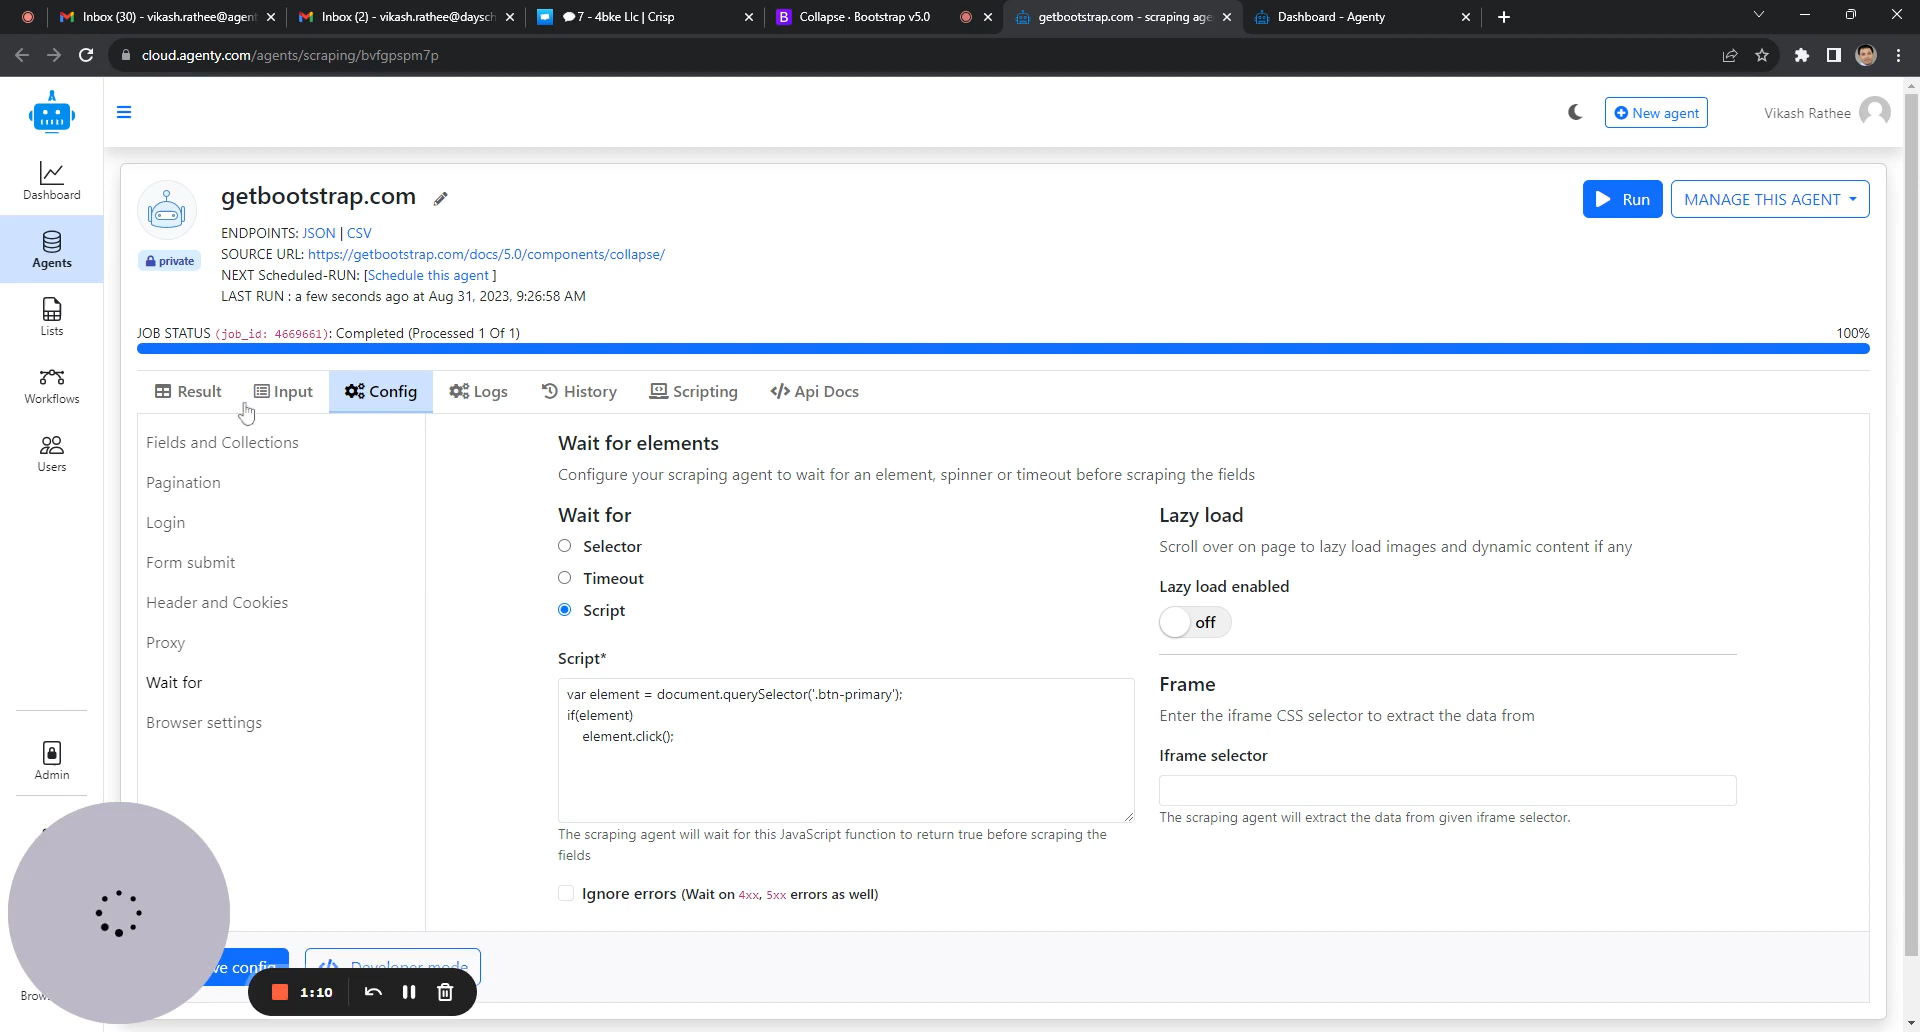 Inbox (30) - vikash.rathee@agent
Inbox (2) - vikash.rathee@daysch
7 - 4bke Llc | Crisp
Collapse · Bootstrap v5.0
getbootstrap.com - scraping age
Dashboard - Agenty
cloud.agenty.com/agents/scraping/bvfgpspm7p
New agent
Vikash Rathee
Dashboard
Agents
Lists
Workflows
Users
Admin
Brow
getbootstrap.com
private
ENDPOINTS: JSON | CSV
SOURCE URL: https://getbootstrap.com/docs/5.0/components/collapse/
NEXT Scheduled-RUN: [Schedule this agent ]
LAST RUN : a few seconds ago at Aug 31, 2023, 9:26:58 AM
Run
MANAGE THIS AGENT
JOB STATUS (job_id: 4669661): Completed (Processed 1 Of 1)
100%
Result
Input
Config
Logs
History
Scripting
Api Docs
Fields and Collections
Pagination
Login
Form submit
Header and Cookies
Proxy
Wait for
Browser settings
Wait for elements
Configure your scraping agent to wait for an element, spinner or timeout before scraping the fields
Wait for
Selector
Timeout
Script
Script*
var element = document.querySelector('.btn-primary');
if(element)
element.click();
The scraping agent will wait for this JavaScript function to return true before scraping the
fields
Ignore errors (Wait on 4xx, 5xx errors as well)
Lazy load
Scroll over on page to lazy load images and dynamic content if any
Lazy load enabled
off
Frame
Enter the iframe CSS selector to extract the data from
Iframe selector
The scraping agent will extract the data from given iframe selector.
ve config
Developer mode
1:10